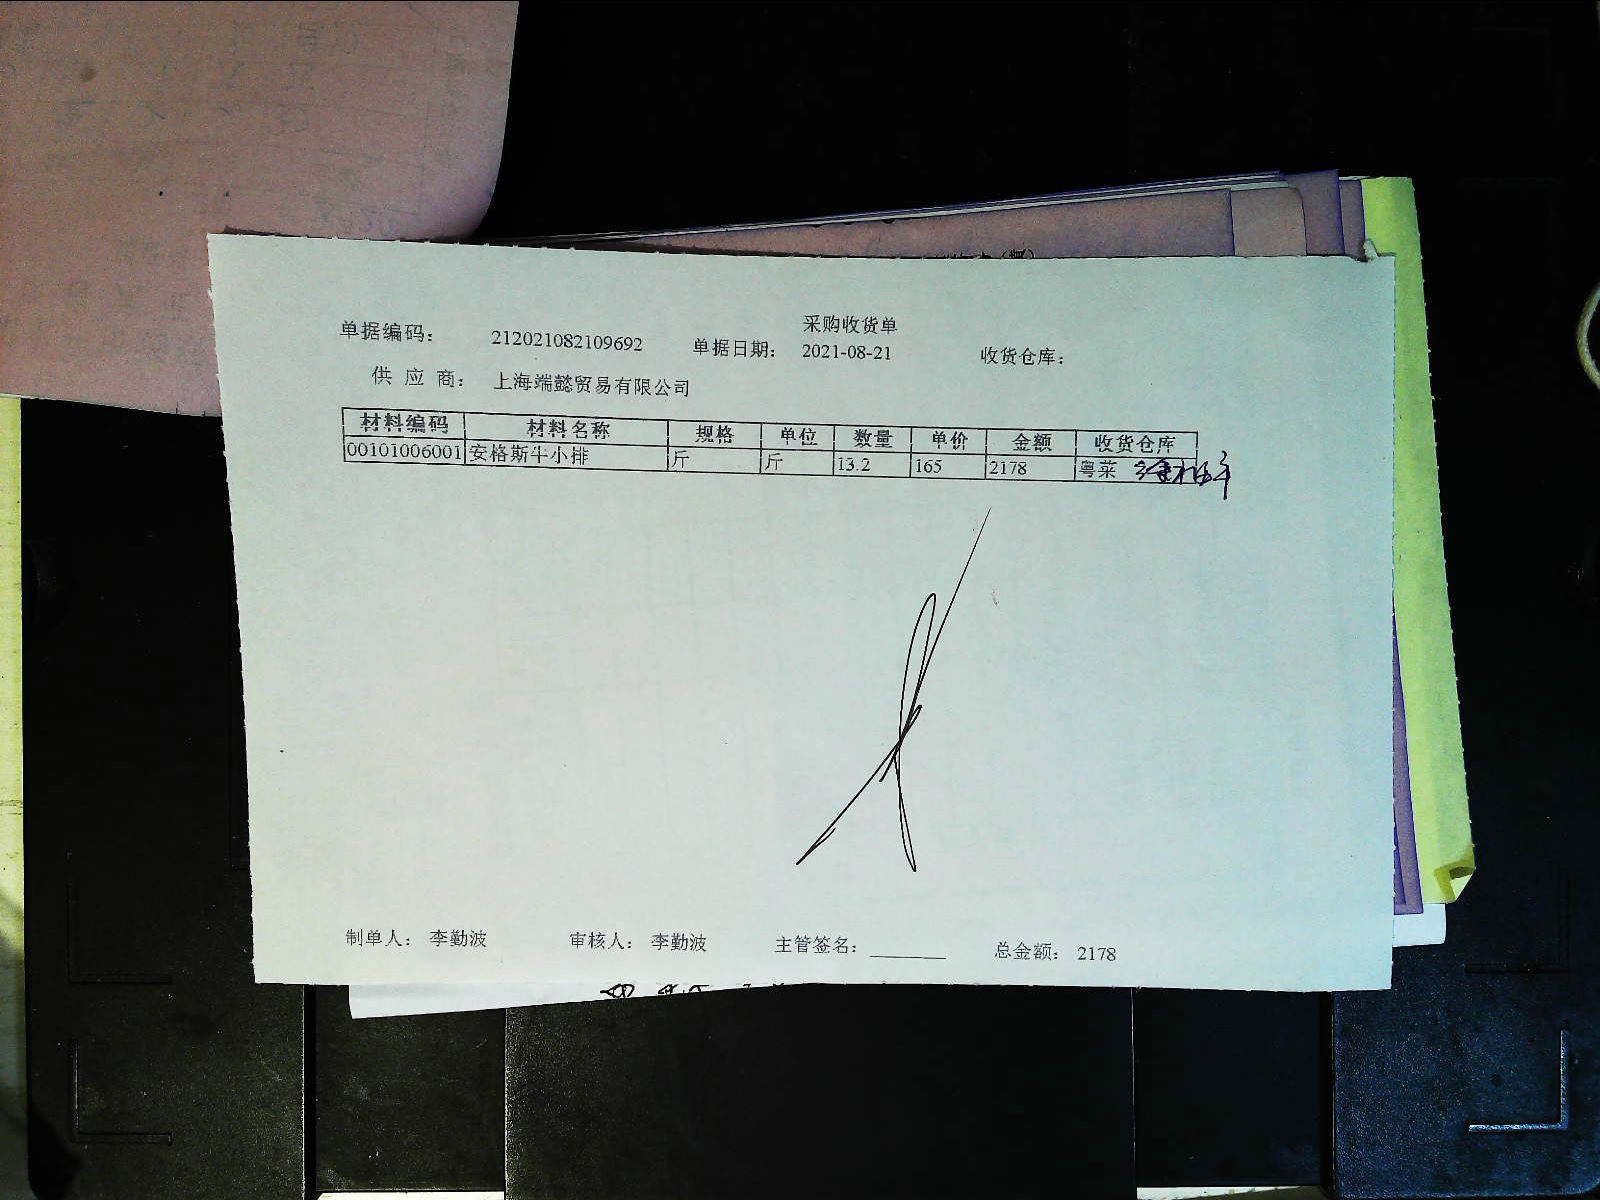 采购收货单
单据编码： 212021082109692 单据日期： 2021-08-21 收货仓库：
供 应 商： 上海端懿贸易有限公司
材料编码 材料名称 规格 单位 数量 单价 金额 收货仓库
00101006001 安格斯牛小排 斤 斤 13.2 165 2178 粤菜
制单人： 李勤波 审核人： 李勤波 主管签名： 总金额： 2178